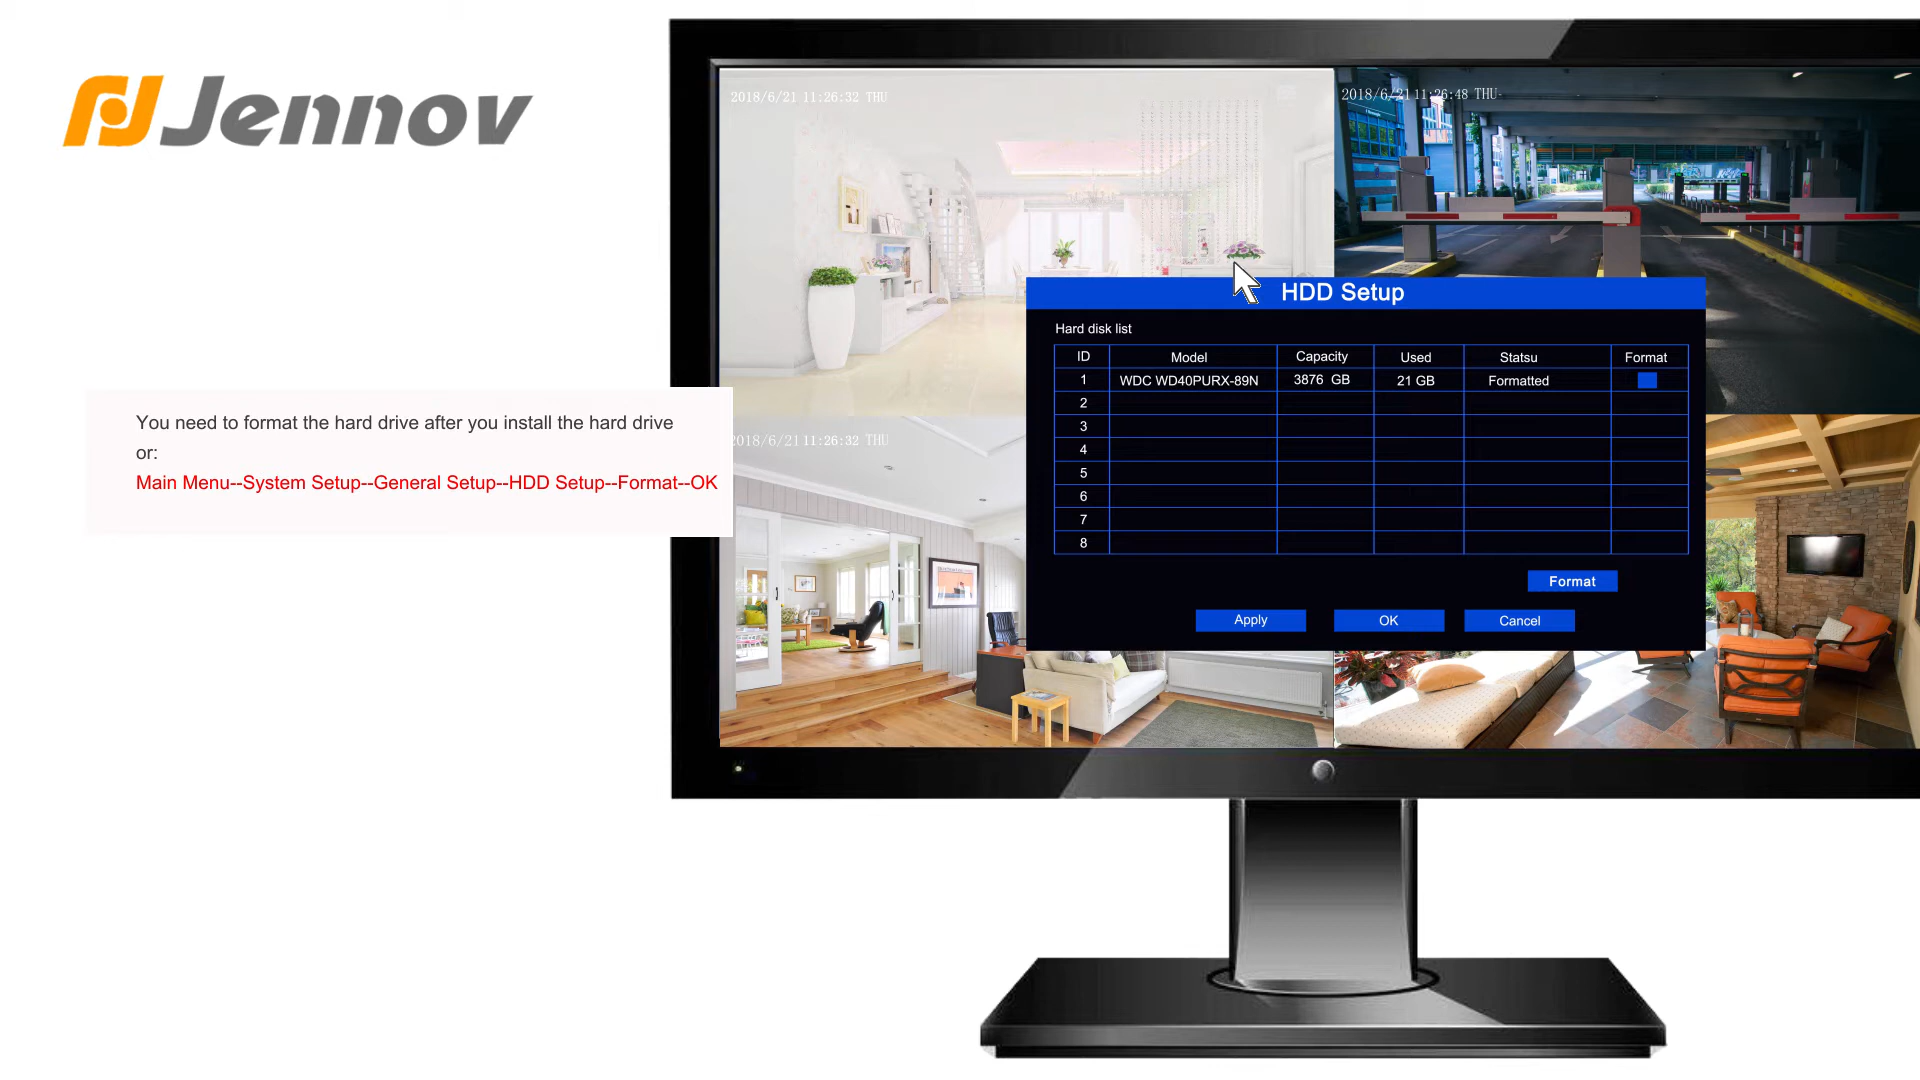 Jennov
2018/6/21 11:26:32 THU
2018/6/21 11:26:48 THU
HDD Setup
Hard disk list
ID Model Capacity Used Statsu Format
1 WDC WD40PURX-89N 3876 GB 21 GB Formatted
2
3
4
5
6
7
8
Format
Apply OK Cancel
You need to format the hard drive after you install the hard drive
or:
Main Menu--System Setup--General Setup--HDD Setup--Format--OK
2018/6/21 11:26:32 THU